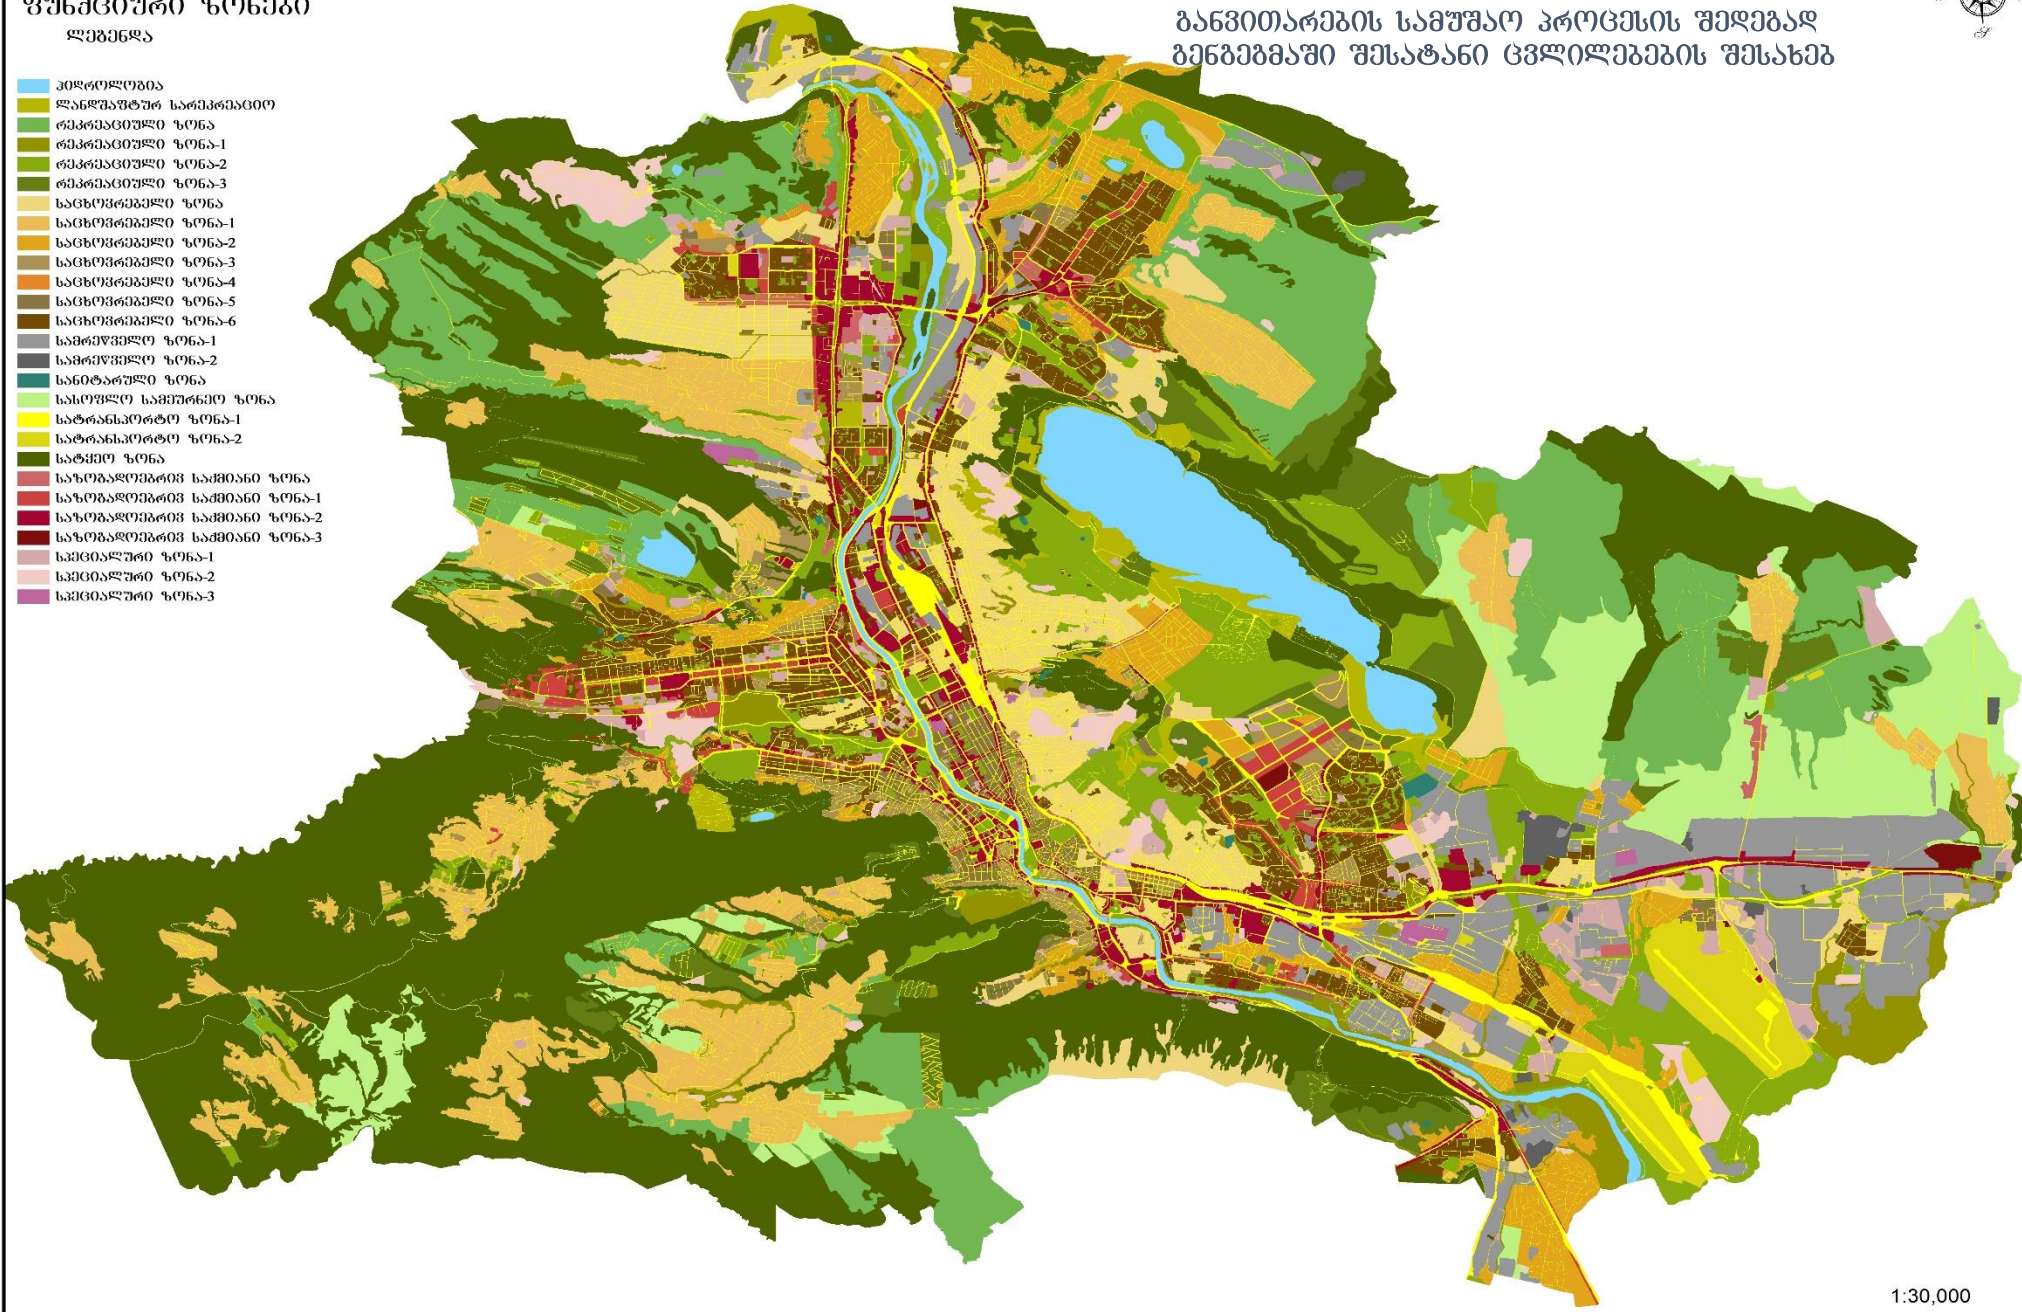 ფუნქციური ზონები
ლეგენდა
ჰიდროლოგია
ლანდშაფტურ სარეკრეაციო
რეკრეაციული ზონა
რეკრეაციული ზონა-1
რეკრეაციული ზონა-2
რეკრეაციული ზონა-3
საცხოვრებელი ზონა
საცხოვრებელი ზონა-1
საცხოვრებელი ზონა-2
საცხოვრებელი ზონა-3
საცხოვრებელი ზონა-4
საცხოვრებელი ზონა-5
საცხოვრებელი ზონა-6
სამრეწველო ზონა-1
სამრეწველო ზონა-2
სანიტარული ზონა
სასოფლო სამეურნეო ზონა
სატრანსპორტო ზონა-1
სატრანსპორტო ზონა-2
სატყეო ზონა
საზოგადოებრივ საქმიანი ზონა
საზოგადოებრივ საქმიანი ზონა-1
საზოგადოებრივ საქმიანი ზონა-2
საზოგადოებრივ საქმიანი ზონა-3
სპეციალური ზონა-1
სპეციალური ზონა-2
სპეციალური ზონა-3
განვითარების სამუშაო პროცესის შედეგად
გენგეგმაში შესატანი ცვლილებების შესახებ
S
1:30,000